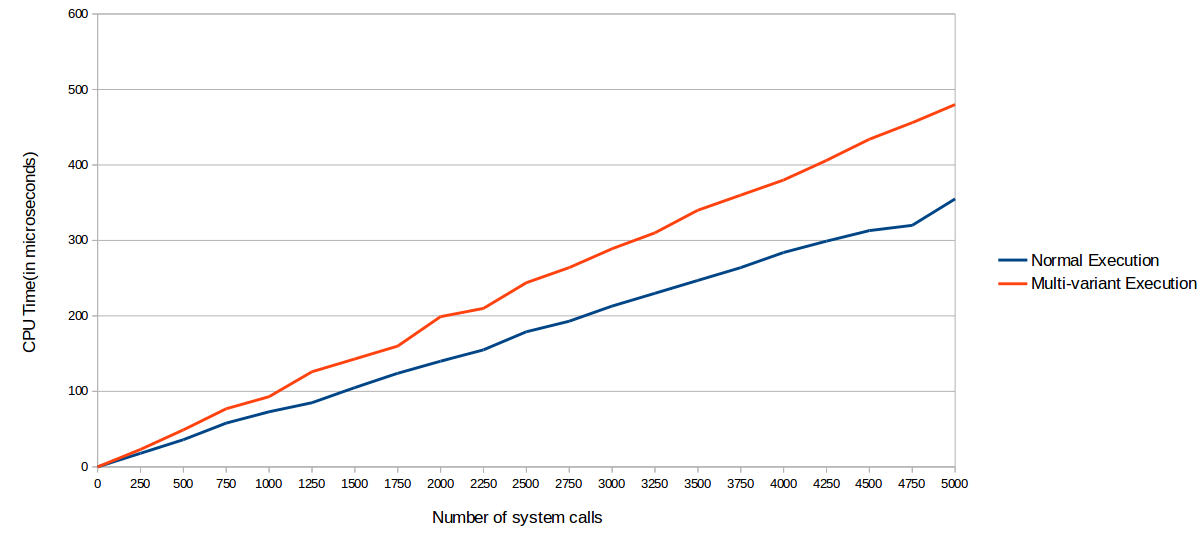 600
500
400
300
200
100
0
CPU Time(in microseconds)
0 250 500 750 1000 1250 1500 1750 2000 2250 2500 2750 3000 3250 3500 3750 4000 4250 4500 4750 5000
Number of system calls
Normal Execution
Multi-variant Execution